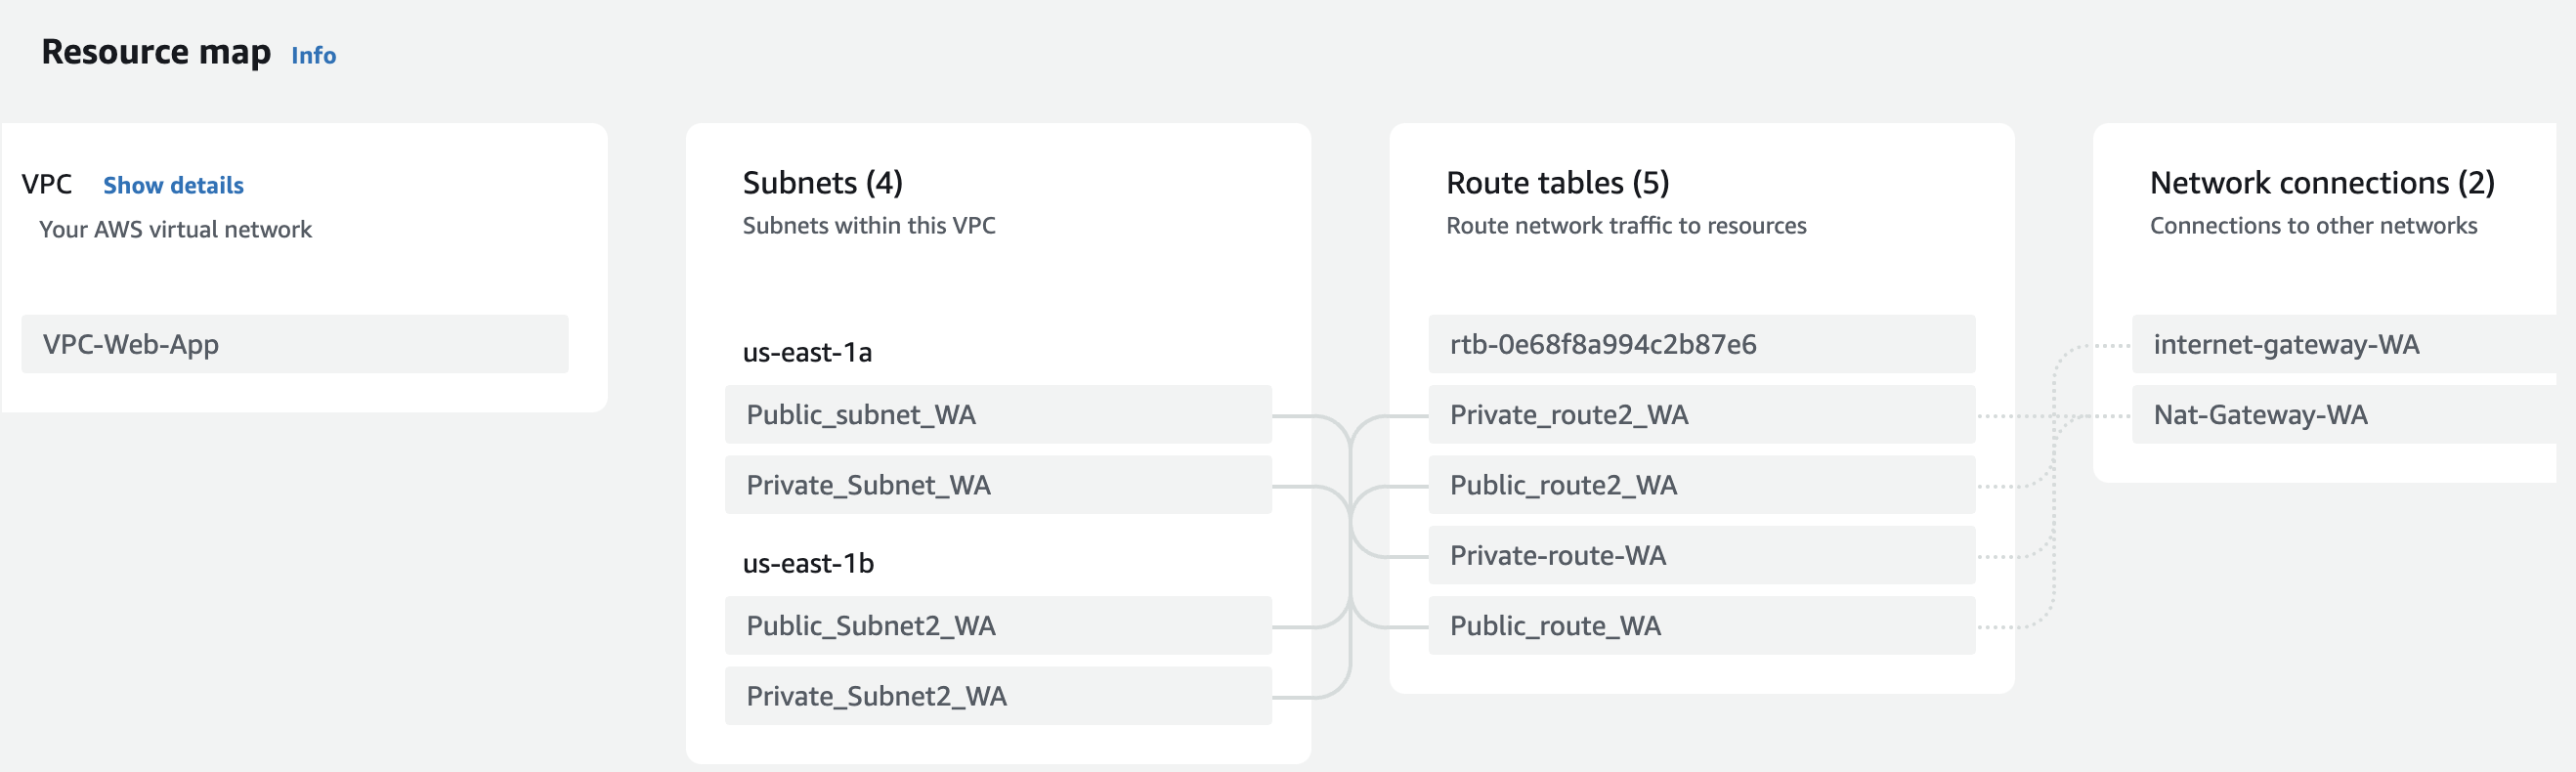 Resource map Info
VPC Show details
Your AWS virtual network
VPC-Web-App
Subnets (4)
Subnets within this VPC
us-east-1a
Public_subnet_WA
Private_Subnet_WA
us-east-1b
Public_Subnet2_WA
Private_Subnet2_WA
Route tables (5)
Route network traffic to resources
rtb-0e68f8a994c2b87e6
Private_route2_WA
Public_route2_WA
Private-route-WA
Public_route_WA
Network connections (2)
Connections to other networks
internet-gateway-WA
Nat-Gateway-WA